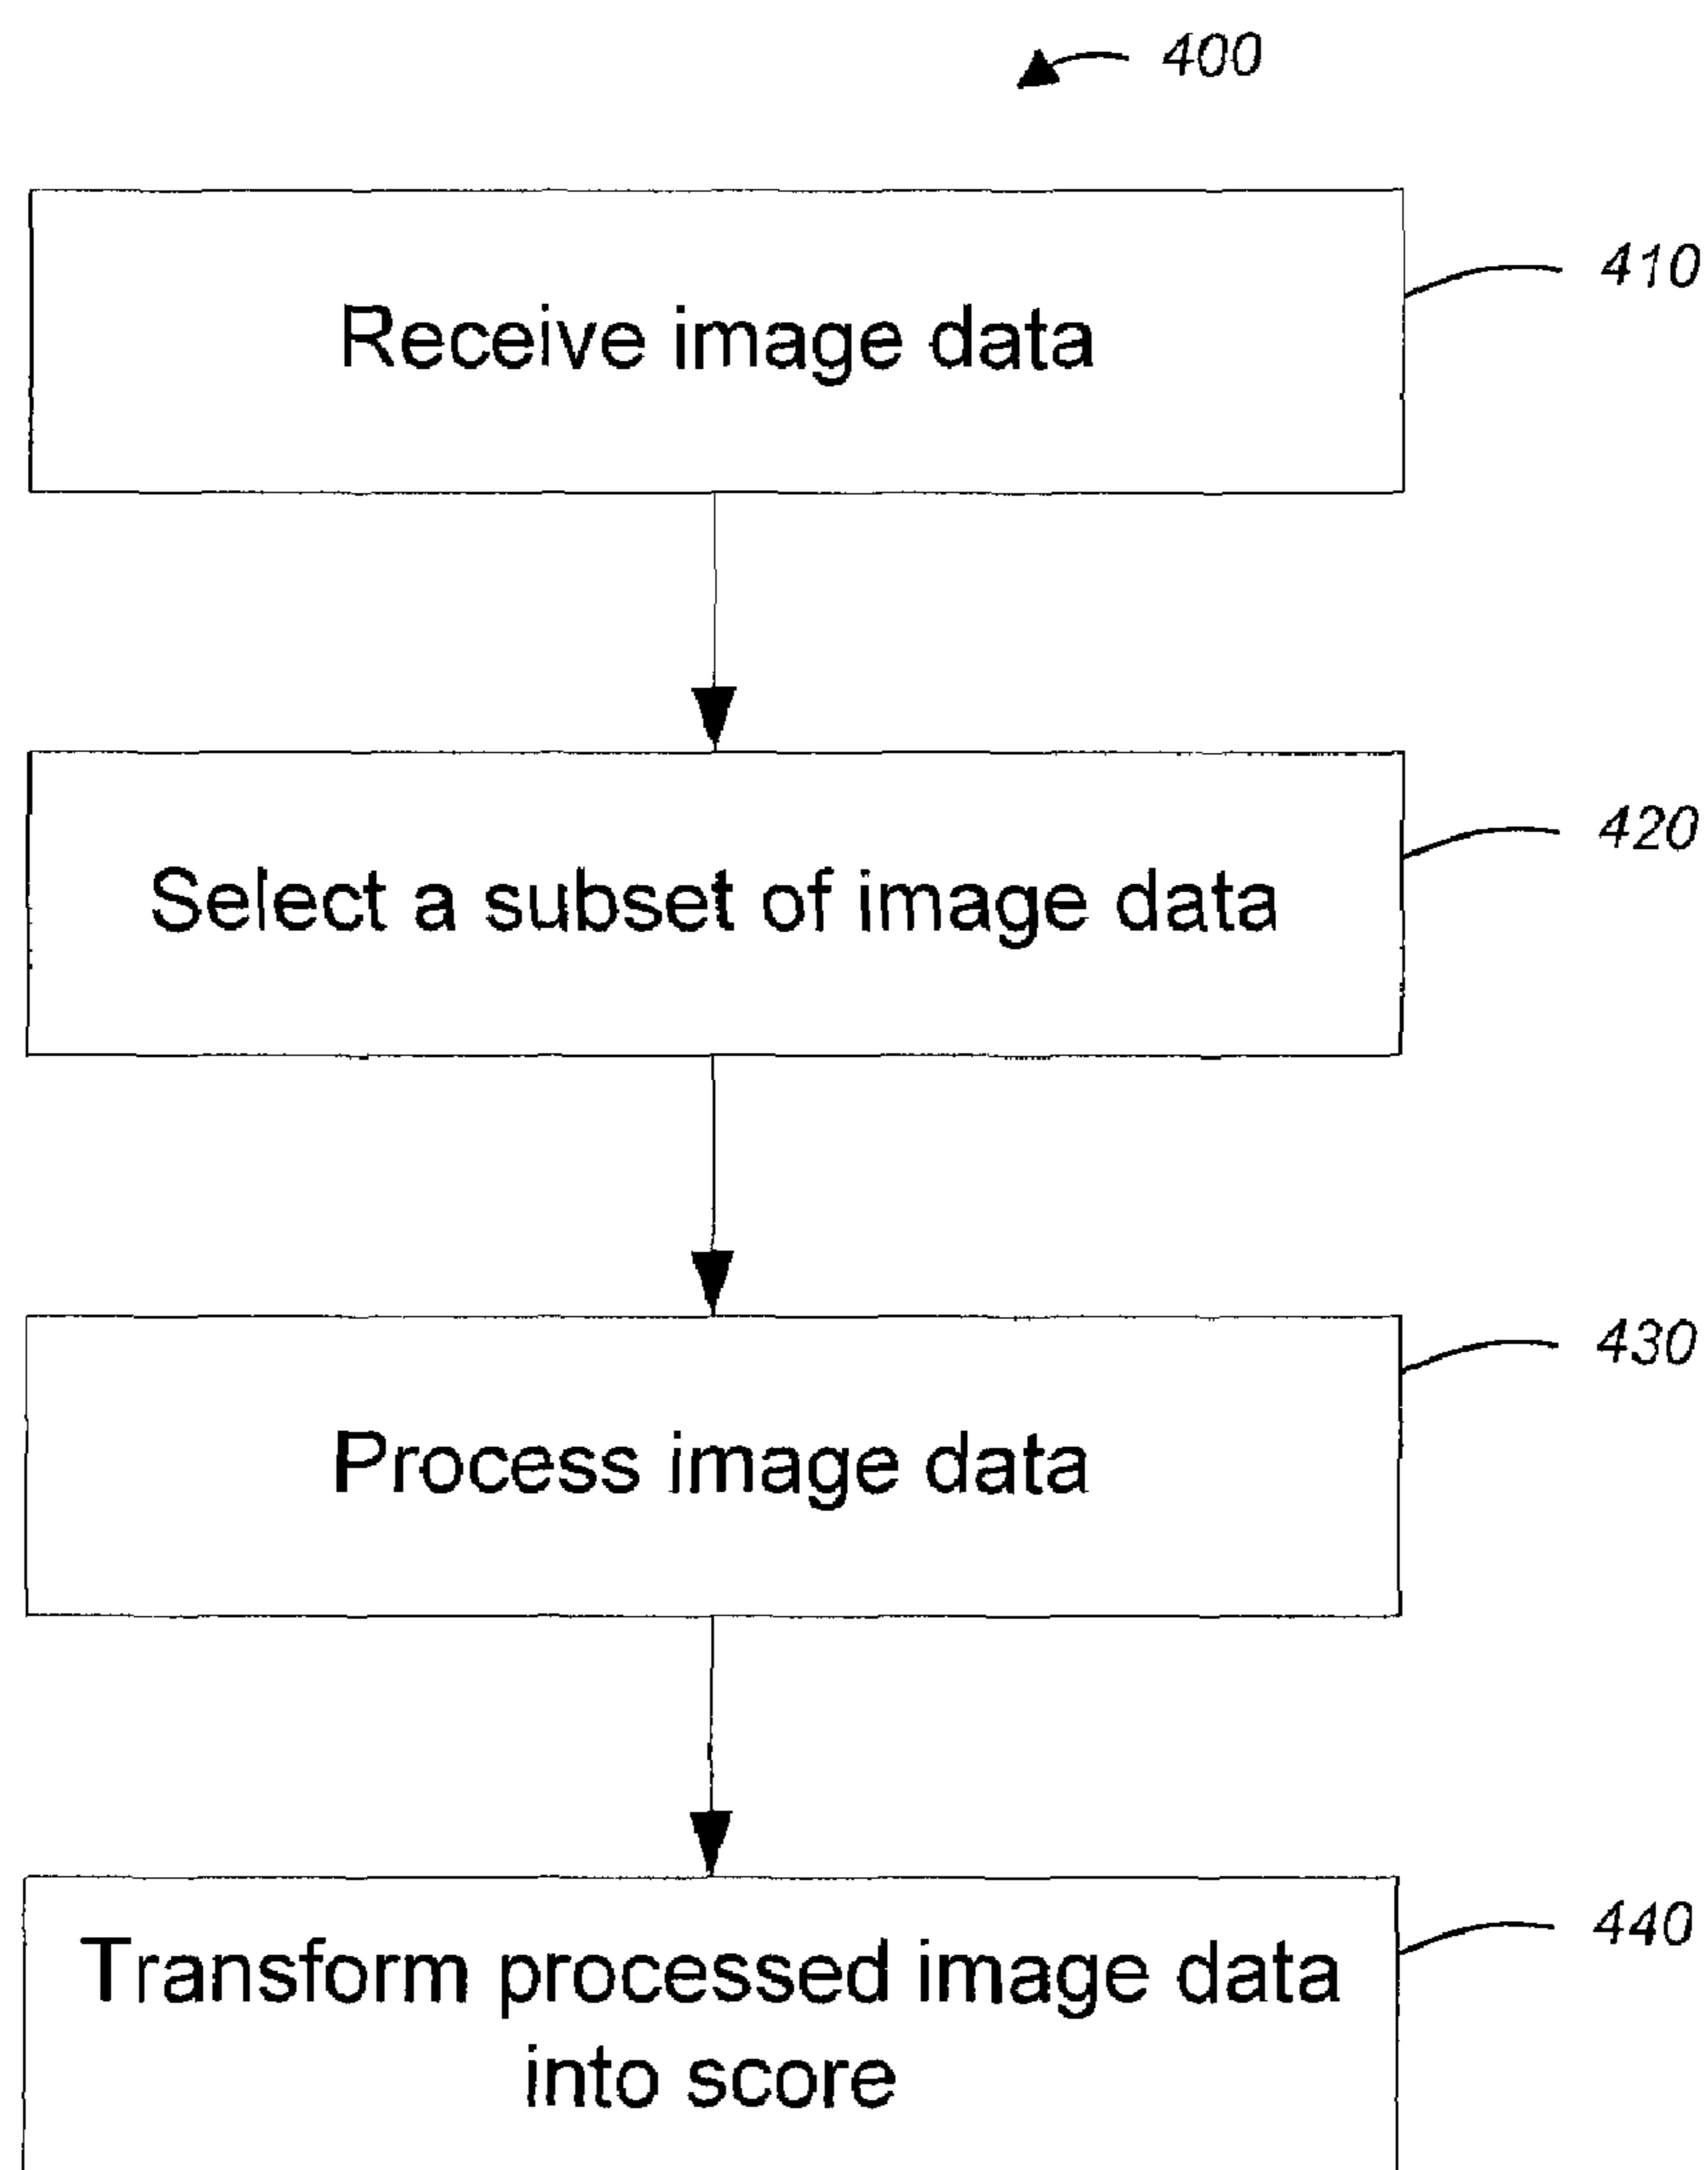 400
410
Receive image data
420
Select a subset of image data
430
Process image data
440
Transform processed image data
into score